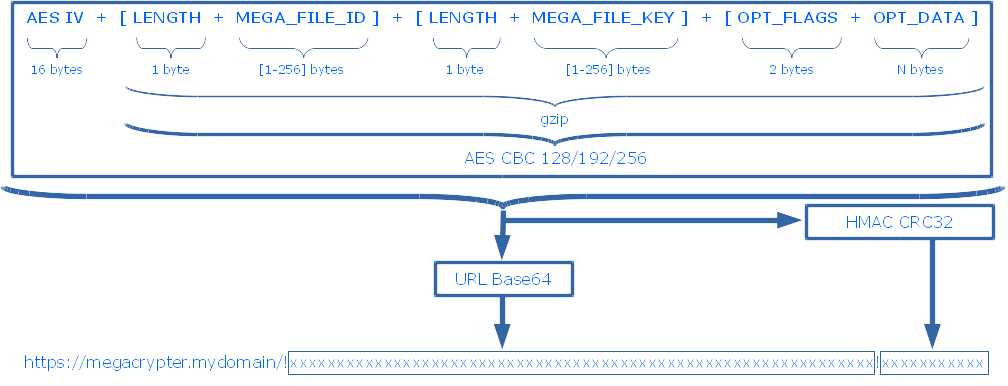 AES IV + [ LENGTH + MEGA_FILE_ID ] + [ LENGTH + MEGA_FILE_KEY ] + [ OPT_FLAGS + OPT_DATA ]
16 bytes 1 byte [1-256] bytes 1 byte [1-256] bytes 2 bytes N bytes
gzip
AES CBC 128/192/256
HMAC CRC32
URL Base64
https://megacrypter.mydomain/!xxxxxxxxxxxxxxxxxxxxxxxxxxxxxxxxxxxxxxxxxxxxxxxxxxxxxxxxxxxxxx!xxxxxxxxxxx